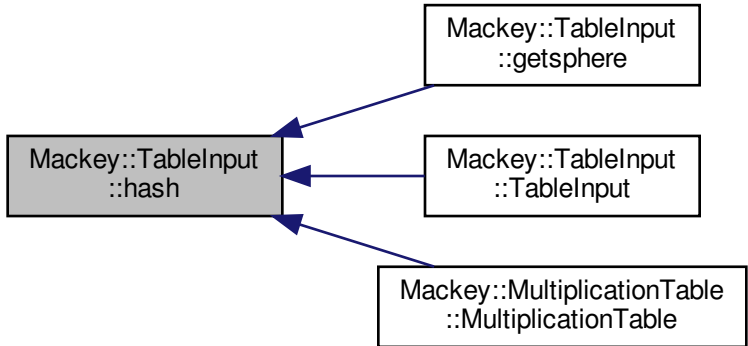 Mackey::TableInput
::getsphere
Mackey::TableInput
::hash
Mackey::TableInput
::TableInput
Mackey::MultiplicationTable
::MultiplicationTable